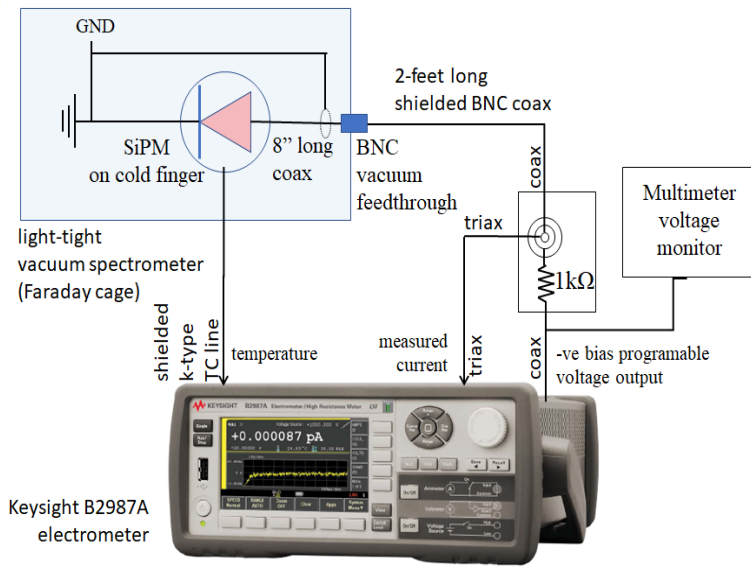 GND
2-feet long
shielded BNC coax
SiPM
on cold finger
8” long
coax
BNC
vacuum
feedthrough
coax
Multimeter
voltage
monitor
triax
1kΩ
light-tight
vacuum spectrometer
(Faraday cage)
shielded
k-type
TC line
temperature
measured
current
triax
coax
-ve bias programable
voltage output
KEYSIGHT B2987A Electrometer/High Resistance Meter
+0.000087 pA
Keysight B2987A
electrometer